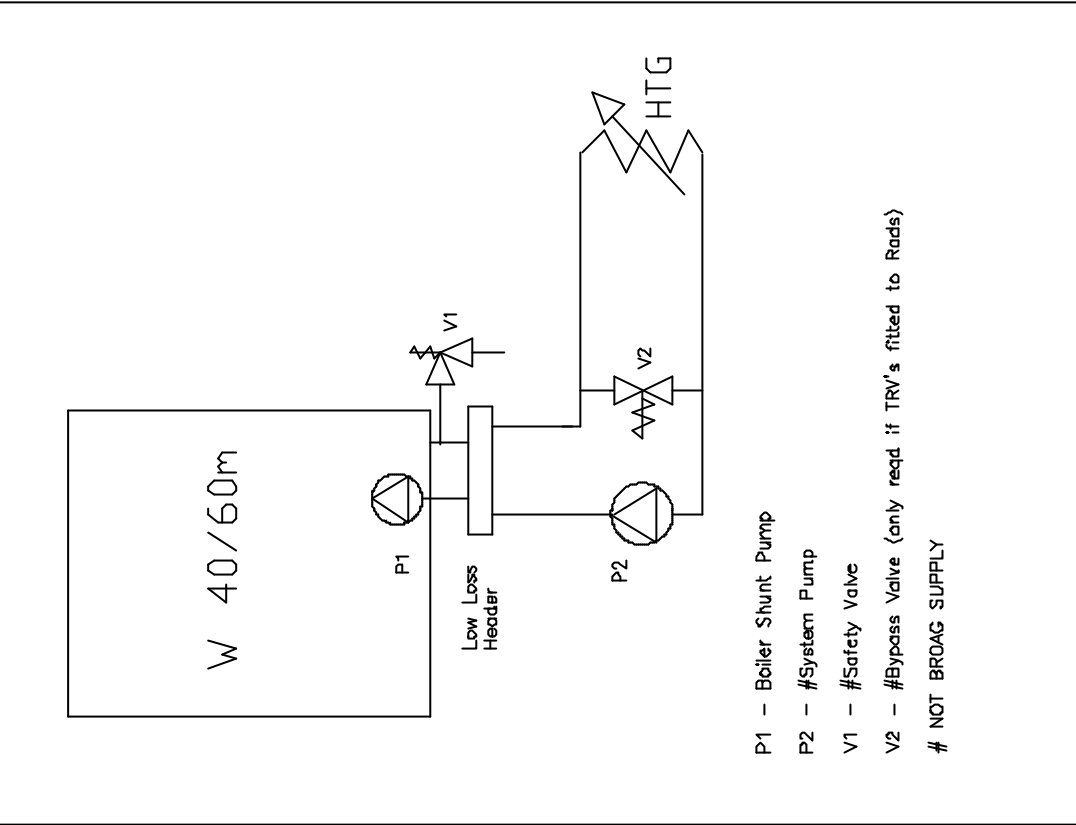 W 40/60m
P1
V1
Low Loss
Header
P2
V2
HTG
P1 - Boiler Shunt Pump
P2 - #System Pump
V1 - #Safety Valve
V2 - #Bypass Valve (only reqd if TRV's fitted to Rads)
# NOT BROAG SUPPLY